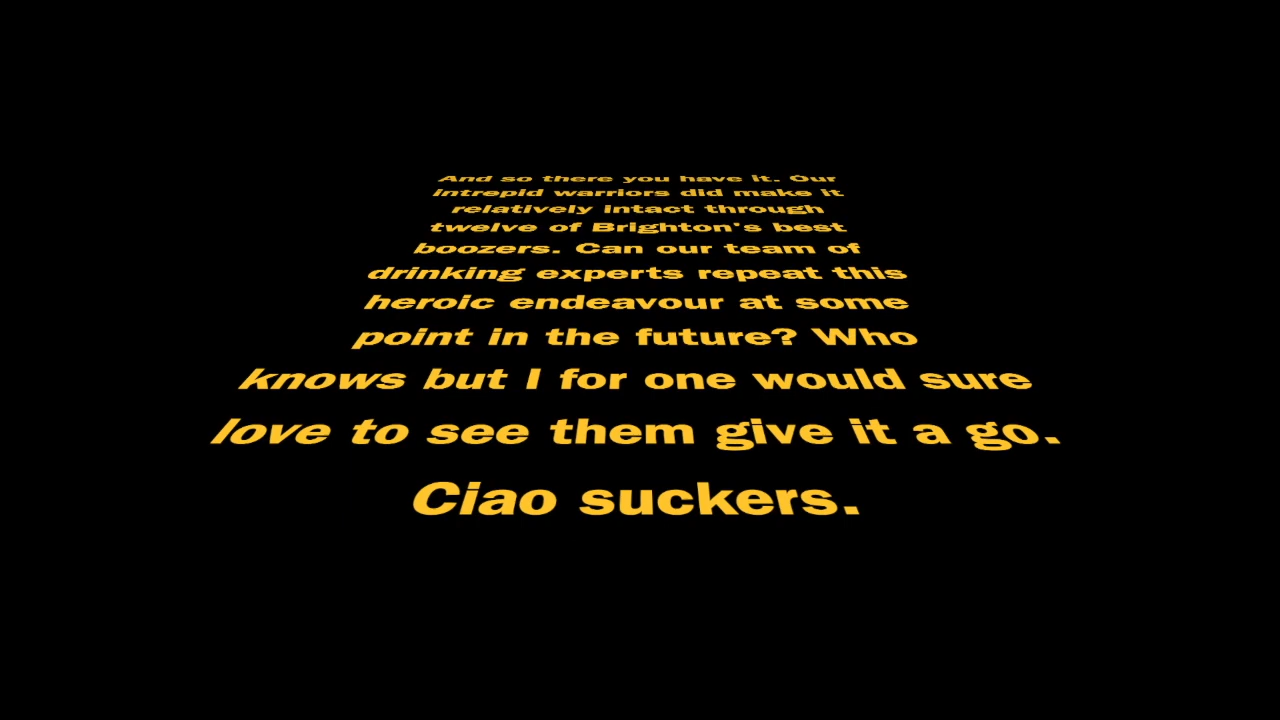 And so there you have it. Our
intrepid warriors did make it
relatively intact through
twelve of Brighton's best
boozers. Can our team of
drinking experts repeat this
heroic endeavour at some
point in the future? Who
knows but I for one would sure
love to see them give it a go.
Ciao suckers.